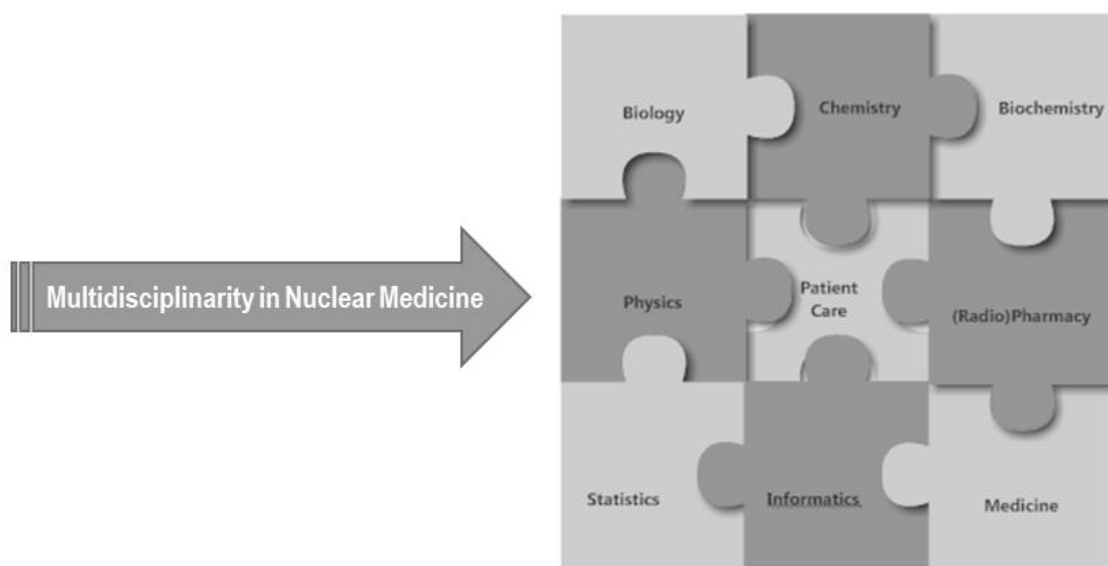 Multidisciplinarity in Nuclear Medicine
Biology
Chemistry
Biochemistry
Physics
Patient
Care
(Radio)Pharmacy
Statistics
Informatics
Medicine